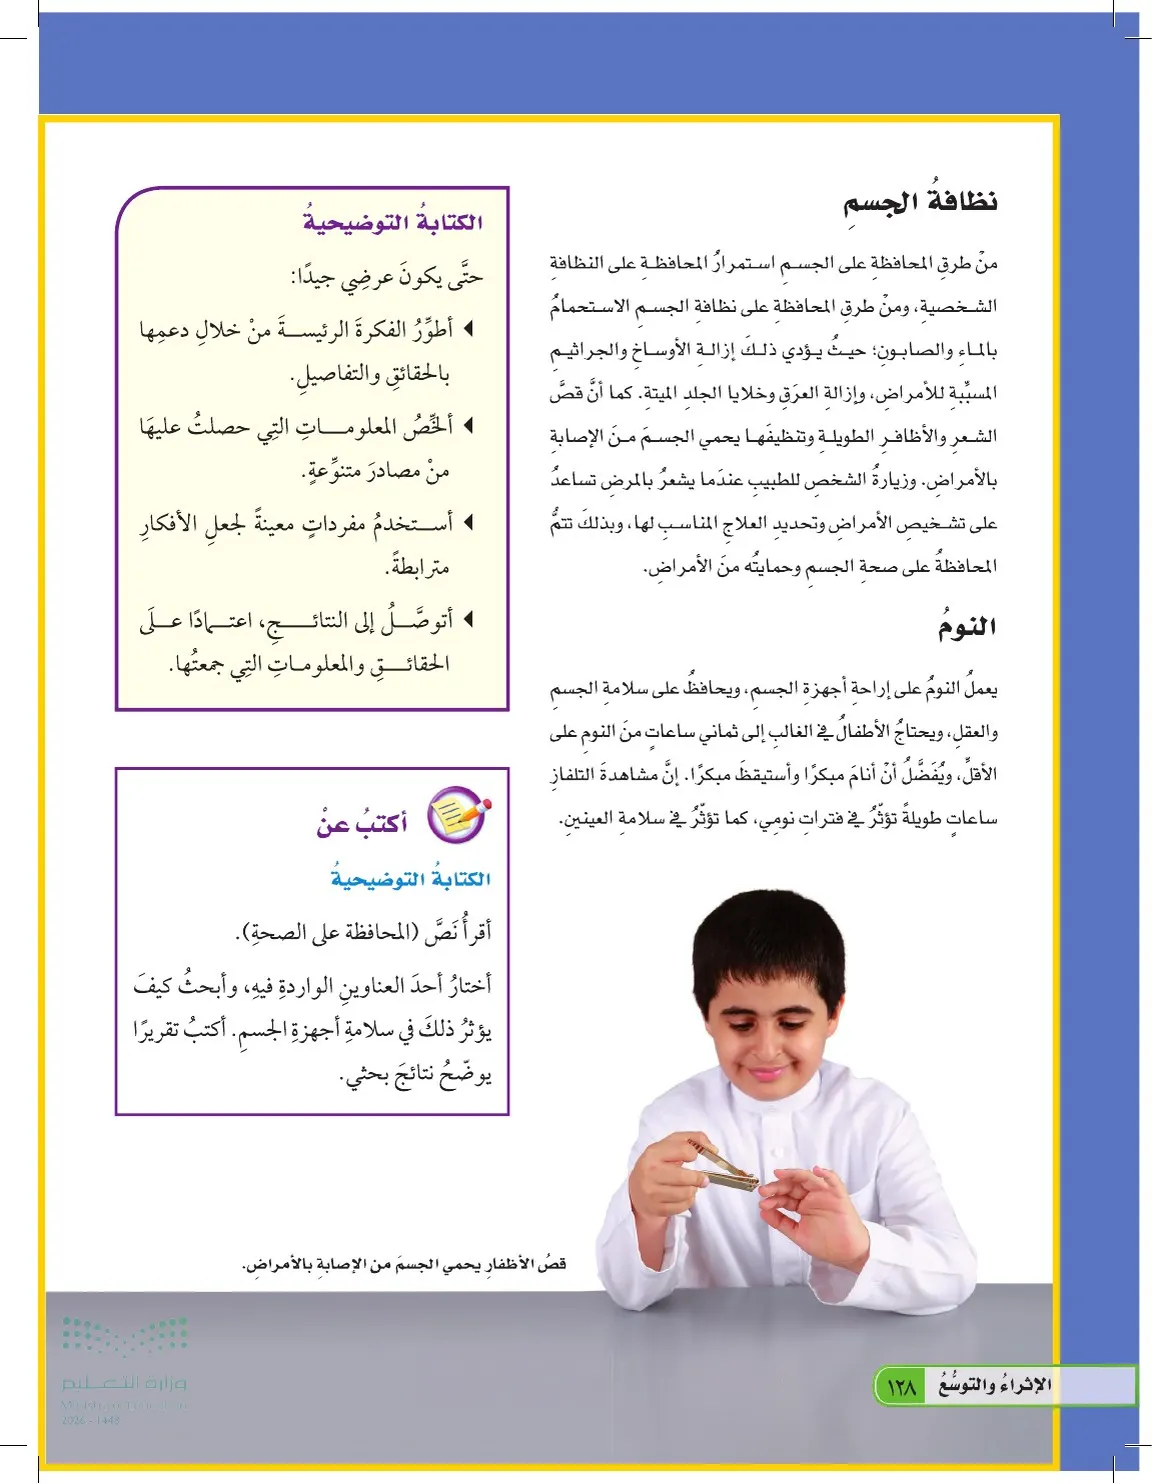 نظافةُ الجسمِ
منْ طرقِ المحافظةِ على الجسمِ استمرارُ المحافظةِ على النظافةِ
الشخصيةِ، ومنْ طرقِ المحافظةِ على نظافةِ الجسمِ الاستحمامُ
بالماءِ والصابونِ؛ حيثُ يؤدي ذلكَ إزالةِ الأوساخِ والجراثيمِ
المسبِّبةِ للأمراضِ، وإزالةِ العرَقِ وخلايا الجلدِ الميتةِ. كما أنَّ قصَّ
الشعرِ والأظافرِ الطويلةِ وتنظيفَها يحمي الجسمَ منَ الإصابةِ
بالأمراضِ. وزيارةُ الشخصِ للطبيبِ عندَما يشعرُ بالمرضِ تساعدُ
على تشخيصِ الأمراضِ وتحديدِ العلاجِ المناسبِ لها، وبذلكَ تتمُّ
المحافظةُ على صحةِ الجسمِ وحمايتُه منَ الأمراضِ.
النومُ
يعملُ النومُ على إراحةِ أجهزةِ الجسمِ، ويحافظُ على سلامةِ الجسمِ
والعقلِ، ويحتاجُ الأطفالُ في الغالبِ إلى ثماني ساعاتٍ منَ النومِ على
الأقلِّ، ويُفَضَّلُ أنْ أنامَ مبكرًا وأستيقظَ مبكرًا. إنَّ مشاهدةَ التلفازِ
ساعاتٍ طويلةً تؤثّرُ في فتراتِ نومِي، كما تؤثّرُ في سلامةِ العينينِ.
الكتابةُ التوضيحيةُ
حتَّى يكونَ عرضِي جيدًا:
◀ أطوِّرُ الفكرةَ الرئيسةَ منْ خلالِ دعمِها
بالحقائقِ والتفاصيلِ.
◀ ألخِّصُ المعلوماتِ التِي حصلتُ عليهَا
منْ مصادرَ متنوِّعةٍ.
◀ أستخدمُ مفرداتٍ معينةً لجعلِ الأفكارِ
مترابطةً.
◀ أتوصَّلُ إلى النتائجِ، اعتمادًا علَى
الحقائقِ والمعلوماتِ التِي جمعتُها.
أكتبُ عنْ
الكتابةُ التوضيحيةُ
أقرأُ نَصَّ (المحافظة على الصحةِ).
أختارُ أحدَ العناوينِ الواردةِ فيهِ، وأبحثُ كيفَ
يؤثرُ ذلكَ في سلامةِ أجهزةِ الجسمِ. أكتبُ تقريرًا
يوضّحُ نتائجَ بحثي.
قصُ الأظفارِ يحمي الجسمَ من الإصابةِ بالأمراضِ.
وزارة التعليم
Ministry of Education
2026 - 1448
الإثراءُ والتوسُّعُ ١٢٨